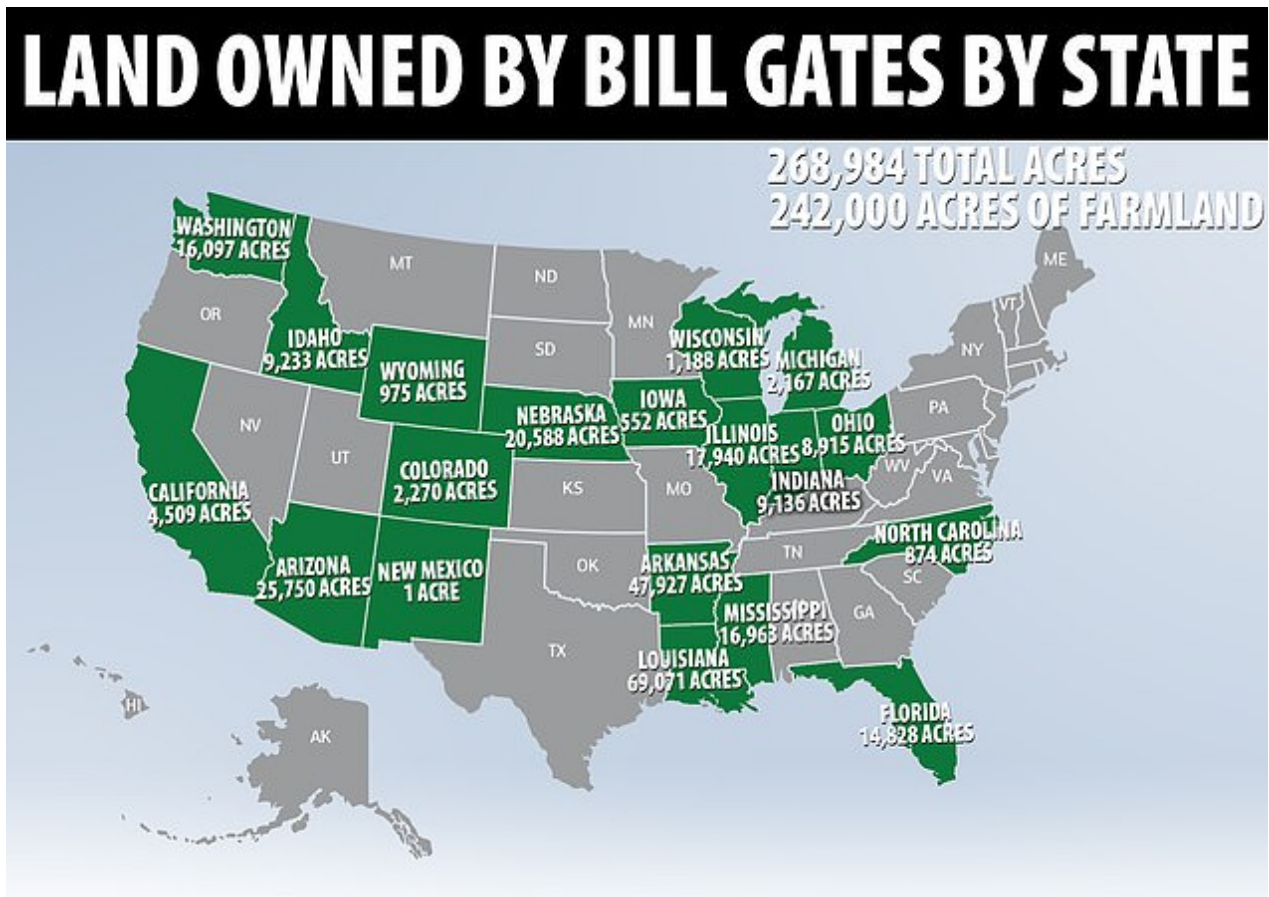 LAND OWNED BY BILL GATES BY STATE
268,984 TOTAL ACRES
242,000 ACRES OF FARMLAND
WASHINGTON
16,097 ACRES
MT
ND
MN
ME
VT
OR
IDAHO
9,233 ACRES
WYOMING
975 ACRES
SD
WISCONSIN
1,188 ACRES
MICHIGAN
2,167 ACRES
NY
NEBRASKA
20,588 ACRES
IOWA
552 ACRES
ILLINOIS
17,940 ACRES
OHIO
8,915 ACRES
PA
NV
UT
COLORADO
2,270 ACRES
KS
MO
INDIANA
9,136 ACRES
WV
VA
CALIFORNIA
4,509 ACRES
ARIZONA
25,750 ACRES
NEW MEXICO
1 ACRE
OK
ARKANSAS
47,927 ACRES
TN
NORTH CAROLINA
874 ACRES
SC
MISSISSIPPI
16,963 ACRES
GA
TX
LOUISIANA
69,071 ACRES
FLORIDA
14,828 ACRES
HI
AK